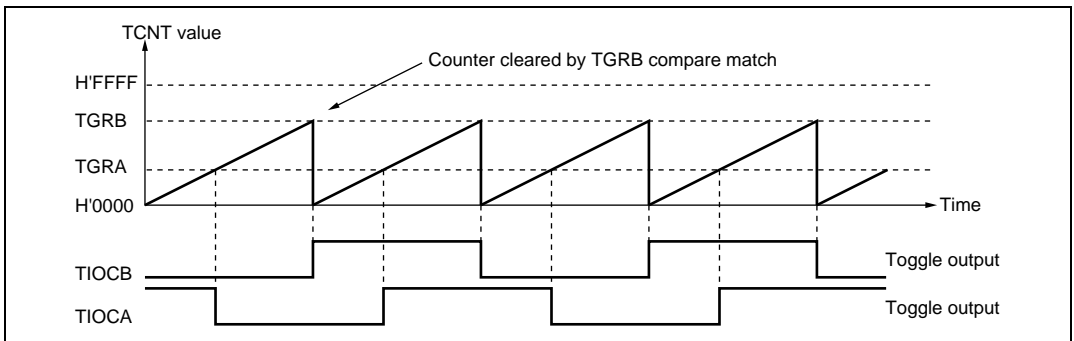 TCNT value
Counter cleared by TGRB compare match
H'FFFF
TGRB
TGRA
H'0000
Time
TIOCB
Toggle output
TIOCA
Toggle output